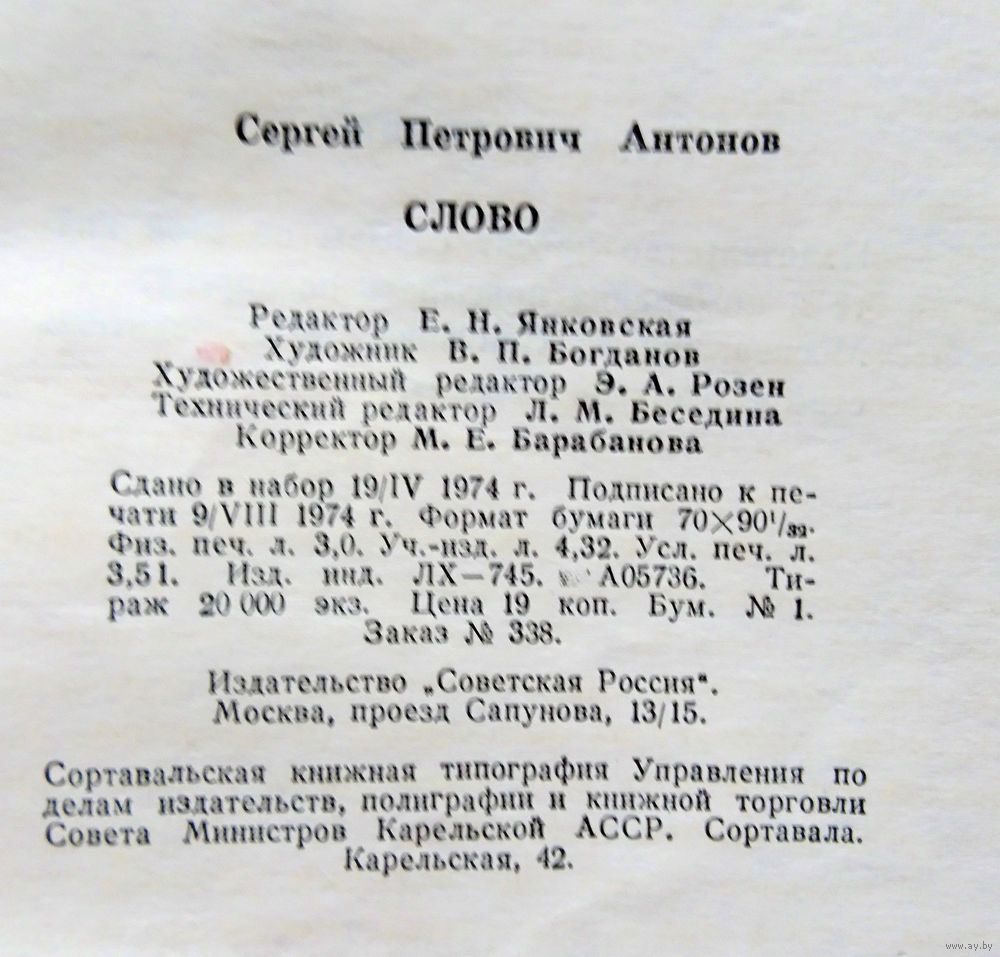 Сергей Петрович Антонов
СЛОВО
Редактор Е. Н. Янковская
Художник В. П. Богданов
Художественный редактор Э. А. Розен
Технический редактор Л. М. Беседина
Корректор М. Е. Барабанова
Сдано в набор 19/IV 1974 г. Подписано к пе-
чати 9/VIII 1974 г. Формат бумаги 70×90¹/₃₂.
Физ. печ. л. 3,0. Уч.-изд. л. 4,32. Усл. печ. л.
3,51. Изд. инд. ЛХ—745. А05736. Ти-
раж 20 000 экз. Цена 19 коп. Бум. № 1.
Заказ № 338.
Издательство „Советская Россия".
Москва, проезд Сапунова, 13/15.
Сортавальская книжная типография Управления по
делам издательств, полиграфии и книжной торговли
Совета Министров Карельской АССР. Сортавала.
Карельская, 42.
www.ay.by